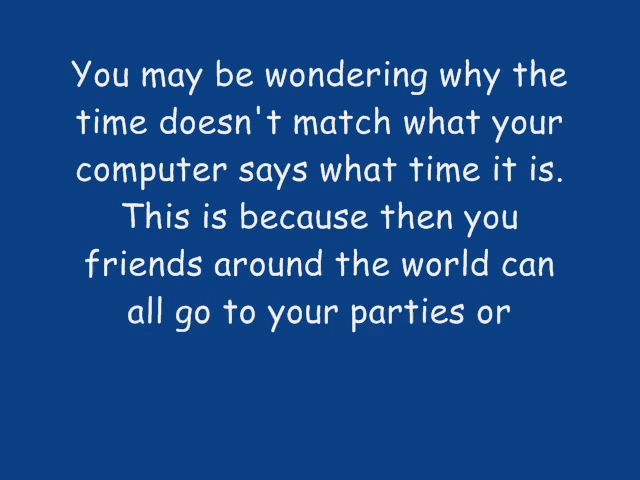 You may be wondering why the
time doesn't match what your
computer says what time it is.
This is because then you
friends around the world can
all go to your parties or